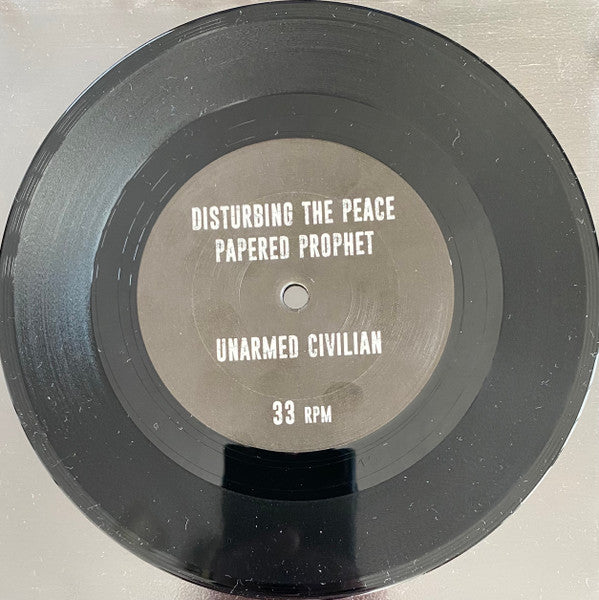 DISTURBING THE PEACE
PAPERED PROPHET
UNARMED CIVILIAN
33 RPM